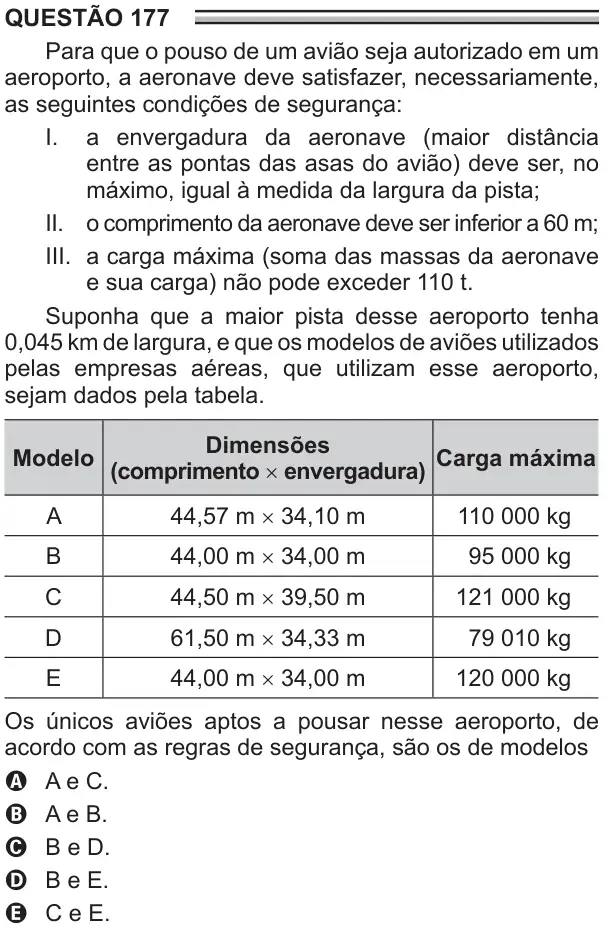 QUESTÃO 177
Para que o pouso de um avião seja autorizado em um
aeroporto, a aeronave deve satisfazer, necessariamente,
as seguintes condições de segurança:
I. a envergadura da aeronave (maior distância
entre as pontas das asas do avião) deve ser, no
máximo, igual à medida da largura da pista;
II. o comprimento da aeronave deve ser inferior a 60 m;
III. a carga máxima (soma das massas da aeronave
e sua carga) não pode exceder 110 t.
Suponha que a maior pista desse aeroporto tenha
0,045 km de largura, e que os modelos de aviões utilizados
pelas empresas aéreas, que utilizam esse aeroporto,
sejam dados pela tabela.
Modelo Dimensões (comprimento × envergadura) Carga máxima
A 44,57 m × 34,10 m 110 000 kg
B 44,00 m × 34,00 m 95 000 kg
C 44,50 m × 39,50 m 121 000 kg
D 61,50 m × 34,33 m 79 010 kg
E 44,00 m × 34,00 m 120 000 kg
Os únicos aviões aptos a pousar nesse aeroporto, de
acordo com as regras de segurança, são os de modelos
A A e C.
B A e B.
C B e D.
D B e E.
E C e E.